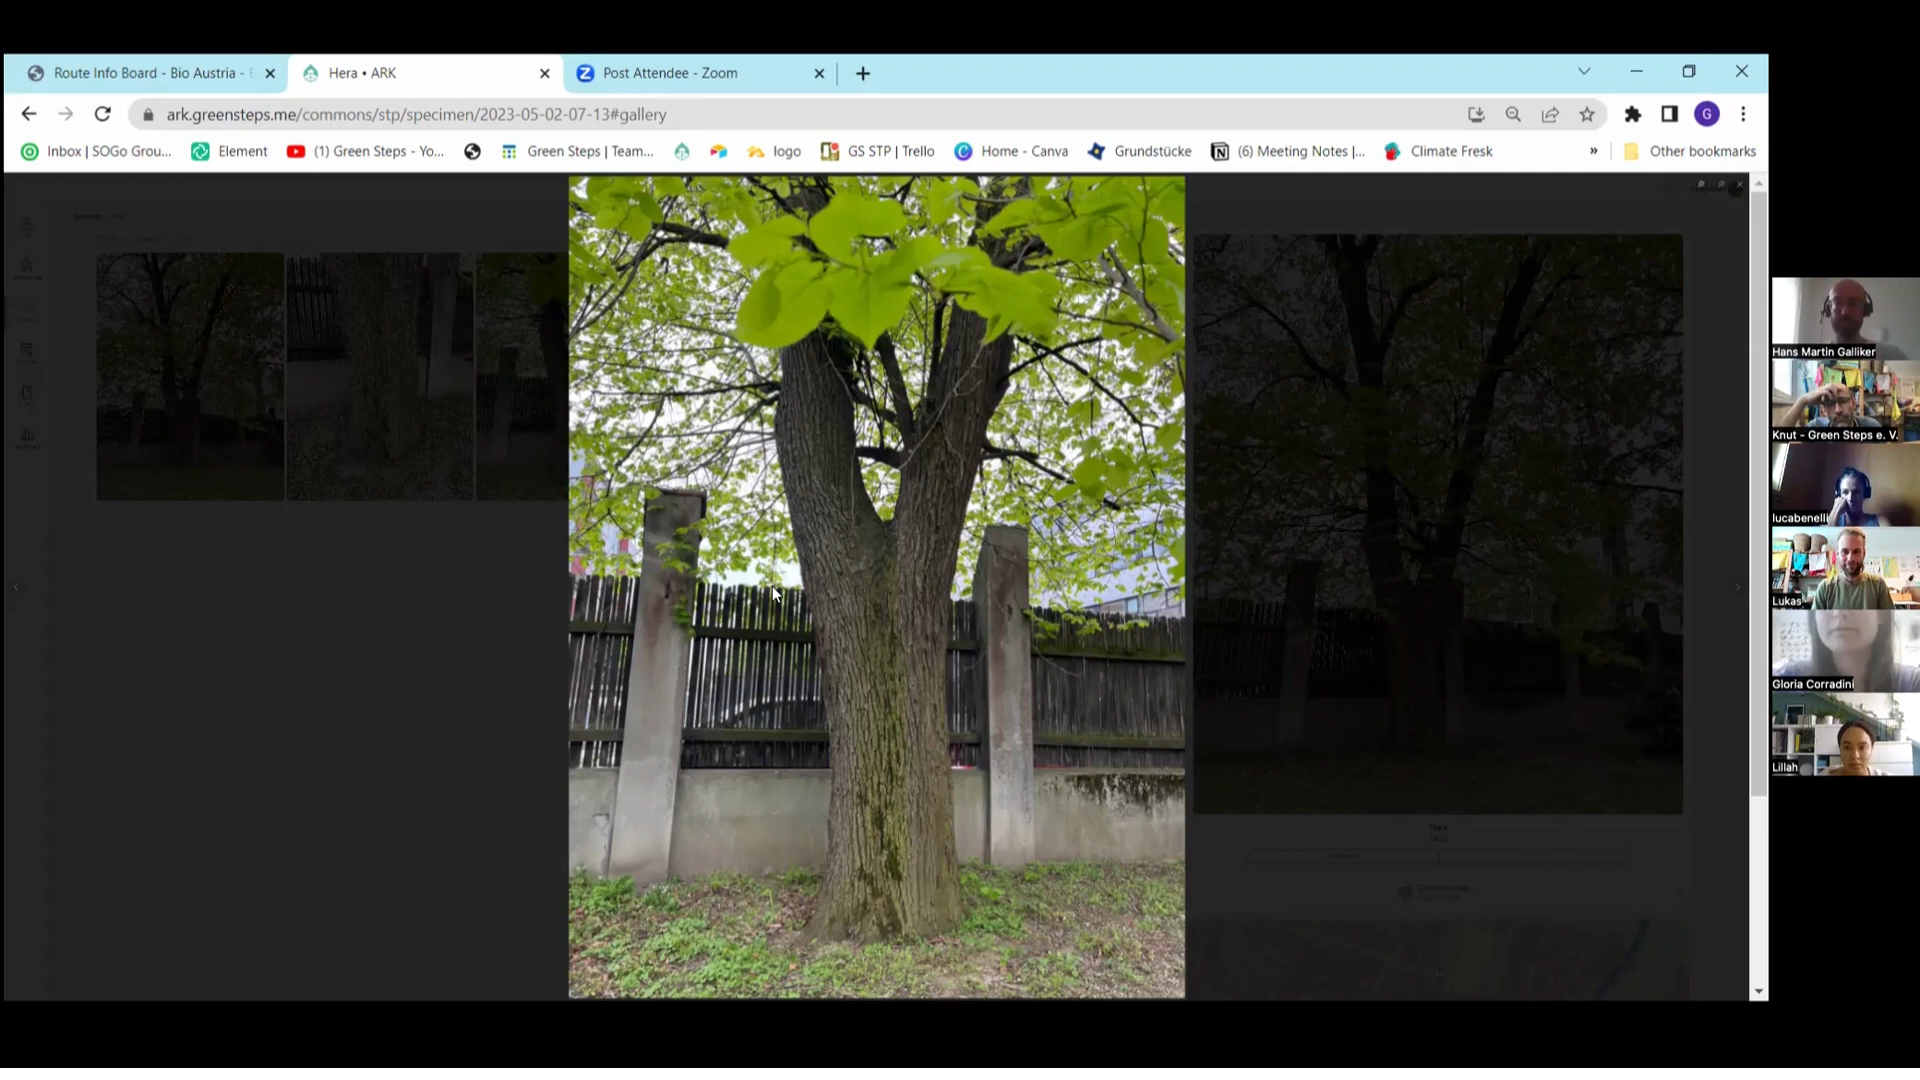 Route Info Board - Bio Austria -
Hera • ARK
Post Attendee - Zoom
ark.greensteps.me/commons/stp/specimen/2023-05-02-07-13#gallery
G
Inbox | SOGo Grou...
Element
(1) Green Steps - Yo...
Green Steps | Team...
logo
GS STP | Trello
Home - Canva
Grundstücke
(6) Meeting Notes |...
Climate Fresk
»
Other bookmarks
Hans Martin Galliker
Knut - Green Steps e. V.
lucabenelli
Lukas
Gloria Corradini
Lillah